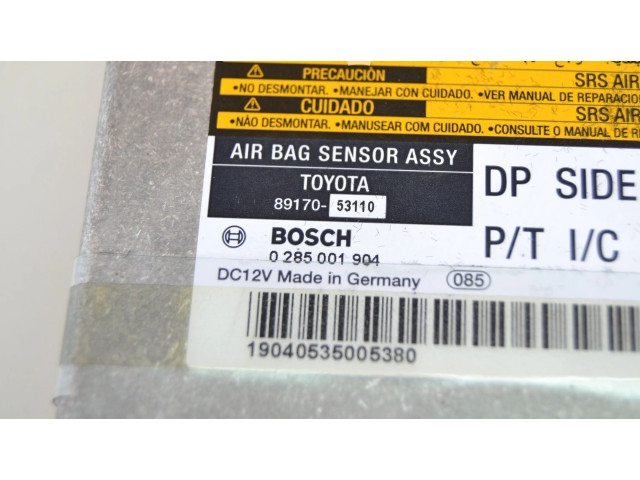 PRECAUCIÓN SRS AIR
•NO DESMONTAR. •MANEJAR CON CUIDADO. •VER MANUAL DE REPARACIO
CUIDADO SRS AIR
•NÃO DESMONTAR. •MANUSEAR COM CUIDADO. •CONSULTE O MANUAL DE R
AIR BAG SENSOR ASSY
TOYOTA
89170- 53110
DP SIDE
BOSCH
P/T I/C
0 285 001 904
DC12V Made in Germany 085
19040535005380